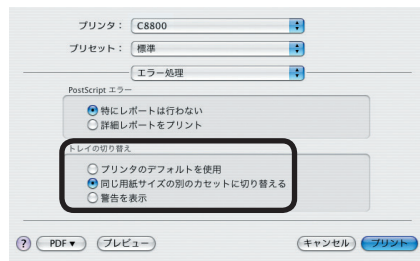 プリンタ： C8800
プリセット： 標準
エラー処理
PostScript エラー
特にレポートは行わない
詳細レポートをプリント
トレイの切り替え
プリンタのデフォルトを使用
同じ用紙サイズの別のカセットに切り替える
警告を表示
? PDF▼ プレビュー キャンセル プリント